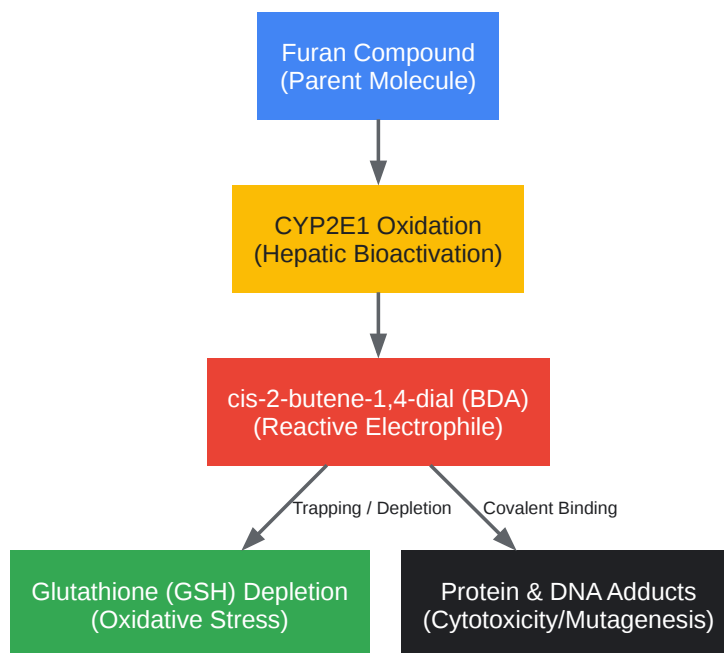 Furan Compound
(Parent Molecule)
CYP2E1 Oxidation
(Hepatic Bioactivation)
cis-2-butene-1,4-dial (BDA)
(Reactive Electrophile)
Trapping / Depletion
Covalent Binding
Glutathione (GSH) Depletion
(Oxidative Stress)
Protein & DNA Adducts
(Cytotoxicity/Mutagenesis)